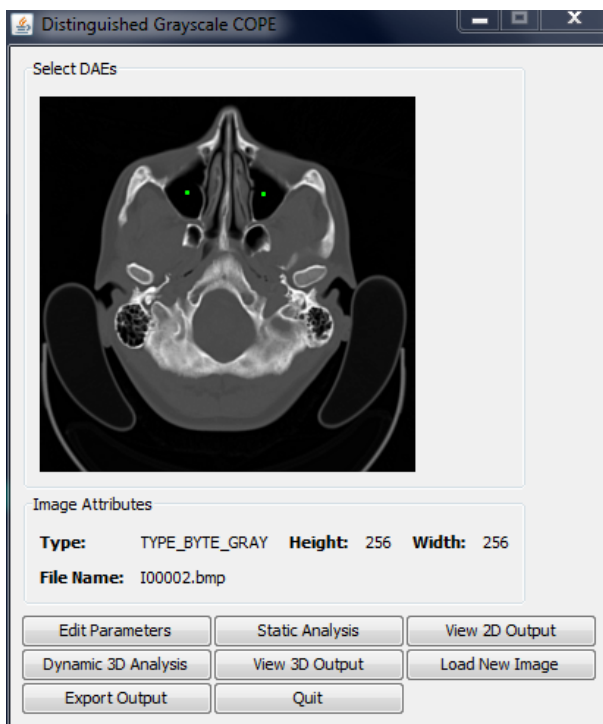 Distinguished Grayscale COPE
Select DAEs
Image Attributes
Type: TYPE_BYTE_GRAY Height: 256 Width: 256
File Name: I00002.bmp
Edit Parameters Static Analysis View 2D Output
Dynamic 3D Analysis View 3D Output Load New Image
Export Output Quit